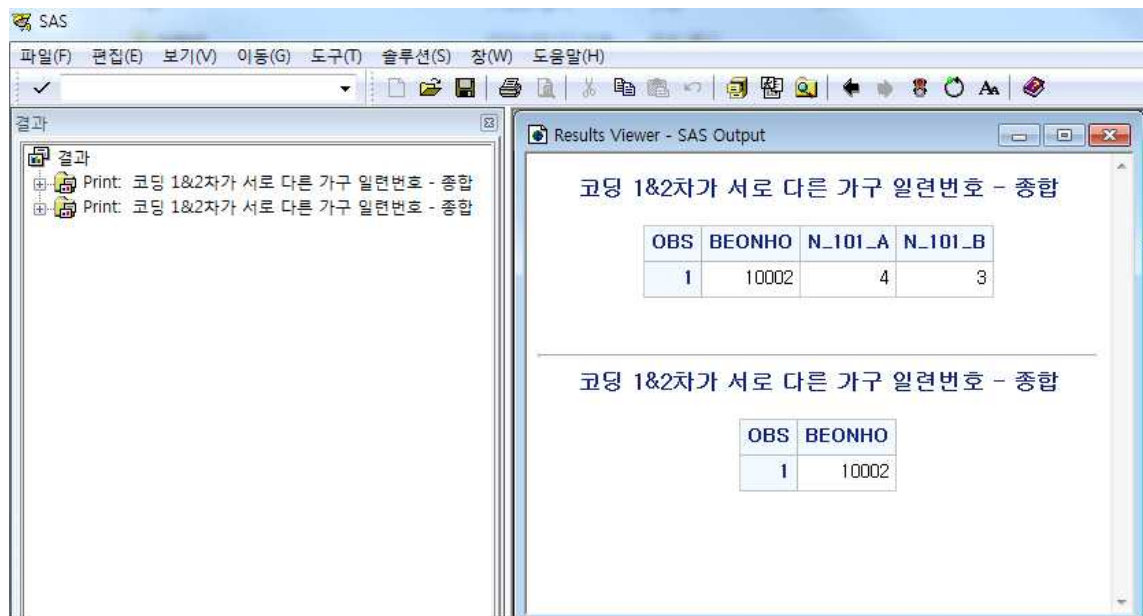 SAS
파일(F) 편집(E) 보기(V) 이동(G) 도구(T) 솔루션(S) 창(W) 도움말(H)
결과
결과
Print: 코딩 1&2차가 서로 다른 가구 일련번호 - 종합
Print: 코딩 1&2차가 서로 다른 가구 일련번호 - 종합
Results Viewer - SAS Output
코딩 1&2차가 서로 다른 가구 일련번호 - 종합
OBS BEONHO N_101_A N_101_B
1 10002 4 3
코딩 1&2차가 서로 다른 가구 일련번호 - 종합
OBS BEONHO
1 10002